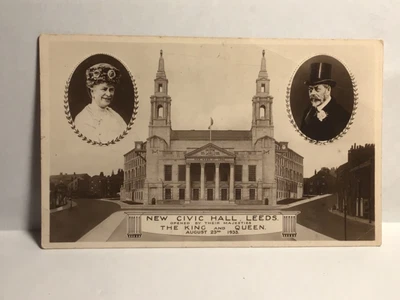 NEW CIVIC HALL LEEDS.
OPENED BY THEIR MAJESTIES
THE KING AND QUEEN.
AUGUST 23RD 1933.